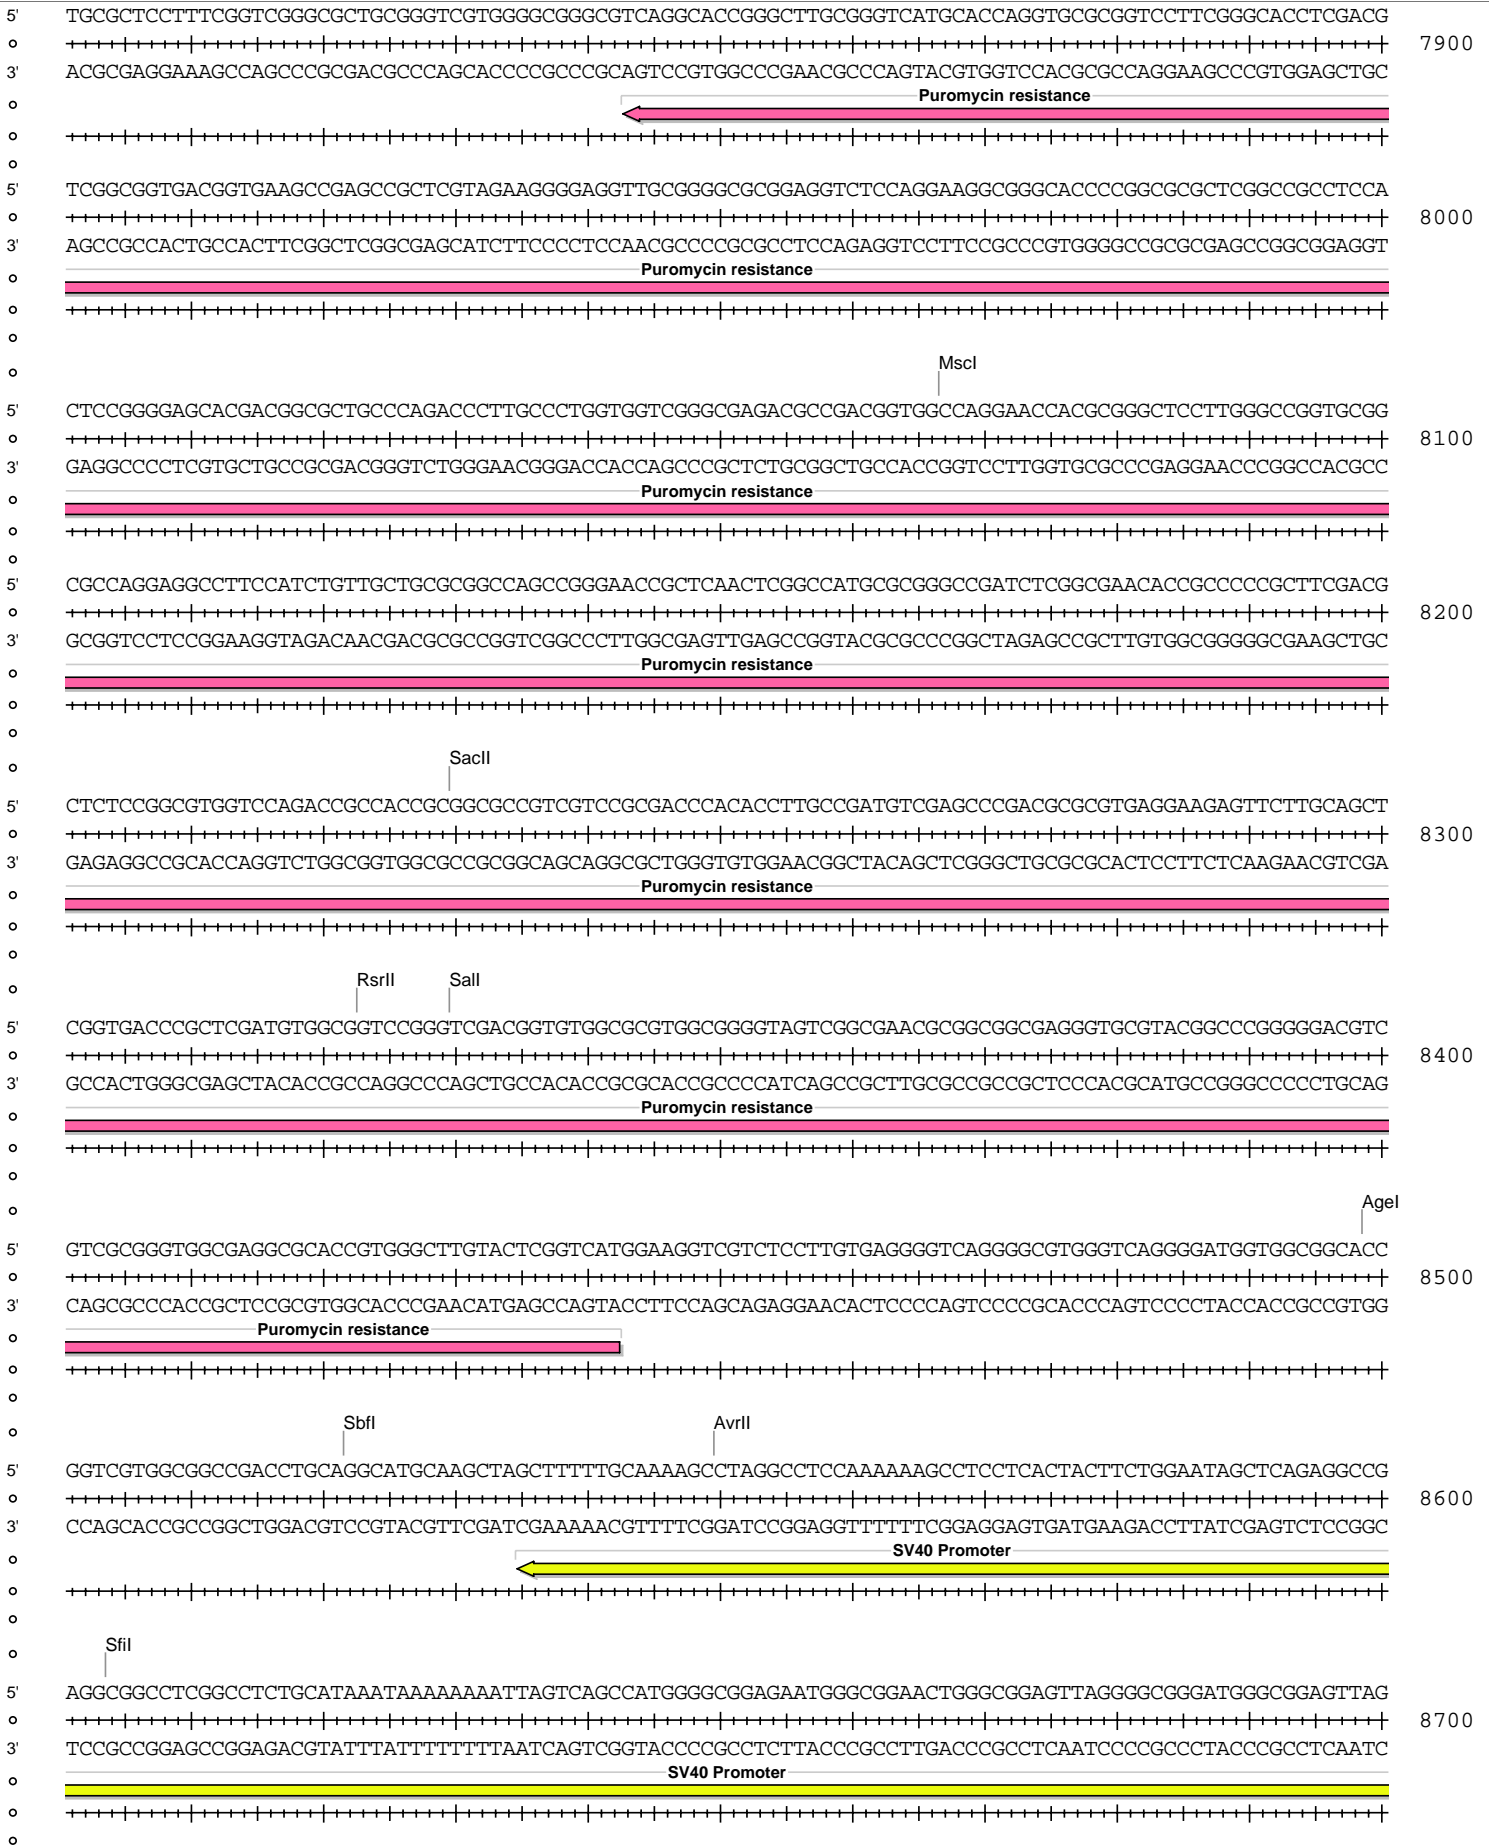 5' TGCGCTCCTTTCGGTCGGGCGCTGCGGGTCGTGGGGCGGGCGTCAGGCACCGGGCTTGCGGGTCATGCACCAGGTGCGCGGTCCTTCGGGCACCTCGACG
7900
3' ACGCGAGGAAAGCCAGCCCGCGACGCCCAGCACCCCGCCCGCAGTCCGTGGCCCGAACGCCCAGTACGTGGTCCACGCGCCAGGAAGCCCGTGGAGCTGC
Puromycin resistance
5' TCGGCGGTGACGGTGAAGCCGAGCCGCTCGTAGAAGGGGAGGTTGCGGGGCGCGGAGGTCTCCAGGAAGGCGGGCACCCCGGCGCGCTCGGCCGCCTCCA
8000
3' AGCCGCCACTGCCACTTCGGCTCGGCGAGCATCTTCCCCTCCAACGCCCCGCGCCTCCAGAGGTCCTTCCGCCCGTGGGGCCGCGCGAGCCGGCGGAGGT
Puromycin resistance
MscI
5' CTCCGGGGAGCACGACGGCGCTGCCCAGACCCTTGCCCTGGTGGTCGGGCGAGACGCCGACGGTGGCCAGGAACCACGCGGGCTCCTTGGGCCGGTGCGG
8100
3' GAGGCCCCTCGTGCTGCCGCGACGGGTCTGGGAACGGGACCACCAGCCCGCTCTGCGGCTGCCACCGGTCCTTGGTGCGCCCGAGGAACCCGGCCACGCC
Puromycin resistance
5' CGCCAGGAGGCCTTCCATCTGTTGCTGCGCGGCCAGCCGGGAACCGCTCAACTCGGCCATGCGCGGGCCGATCTCGGCGAACACCGCCCCCGCTTCGACG
8200
3' GCGGTCCTCCGGAAGGTAGACAACGACGCGCCGGTCGGCCCTTGGCGAGTTGAGCCGGTACGCGCCCGGCTAGAGCCGCTTGTGGCGGGGGCGAAGCTGC
Puromycin resistance
SacII
5' CTCTCCGGCGTGGTCCAGACCGCCACCGCGGCGCCGTCGTCCGCGACCCACACCTTGCCGATGTCGAGCCCGACGCGCGTGAGGAAGAGTTCTTGCAGCT
8300
3' GAGAGGCCGCACCAGGTCTGGCGGTGGCGCCGCGGCAGCAGGCGCTGGGTGTGGAACGGCTACAGCTCGGGCTGCGCGCACTCCTTCTCAAGAACGTCGA
Puromycin resistance
RsrII SalI
5' CGGTGACCCGCTCGATGTGGCGGTCCGGGTCGACGGTGTGGCGCGTGGCGGGGTAGTCGGCGAACGCGGCGGCGAGGGTGCGTACGGCCCGGGGGACGTC
8400
3' GCCACTGGGCGAGCTACACCGCCAGGCCCAGCTGCCACACCGCGCACCGCCCCATCAGCCGCTTGCGCCGCCGCTCCCACGCATGCCGGGCCCCCTGCAG
Puromycin resistance
AgeI
5' GTCGCGGGTGGCGAGGCGCACCGTGGGCTTGTACTCGGTCATGGAAGGTCGTCTCCTTGTGAGGGGTCAGGGGCGTGGGTCAGGGGATGGTGGCGGCACC
8500
3' CAGCGCCCACCGCTCCGCGTGGCACCCGAACATGAGCCAGTACCTTCCAGCAGAGGAACACTCCCCAGTCCCCGCACCCAGTCCCCTACCACCGCCGTGG
Puromycin resistance
SbfI AvrII
5' GGTCGTGGCGGCCGACCTGCAGGCATGCAAGCTAGCTTTTTGCAAAAGCCTAGGCCTCCAAAAAAGCCTCCTCACTACTTCTGGAATAGCTCAGAGGCCG
8600
3' CCAGCACCGCCGGCTGGACGTCCGTACGTTCGATCGAAAAACGTTTTCGGATCCGGAGGTTTTTTCGGAGGAGTGATGAAGACCTTATCGAGTCTCCGGC
SV40 Promoter
SfiI
5' AGGCGGCCTCGGCCTCTGCATAAATAAAAAAAATTAGTCAGCCATGGGGCGGAGAATGGGCGGAACTGGGCGGAGTTAGGGGCGGGATGGGCGGAGTTAG
8700
3' TCCGCCGGAGCCGGAGACGTATTTATTTTTTTTAATCAGTCGGTACCCCGCCTCTTACCCGCCTTGACCCGCCTCAATCCCCGCCCTACCCGCCTCAATC
SV40 Promoter